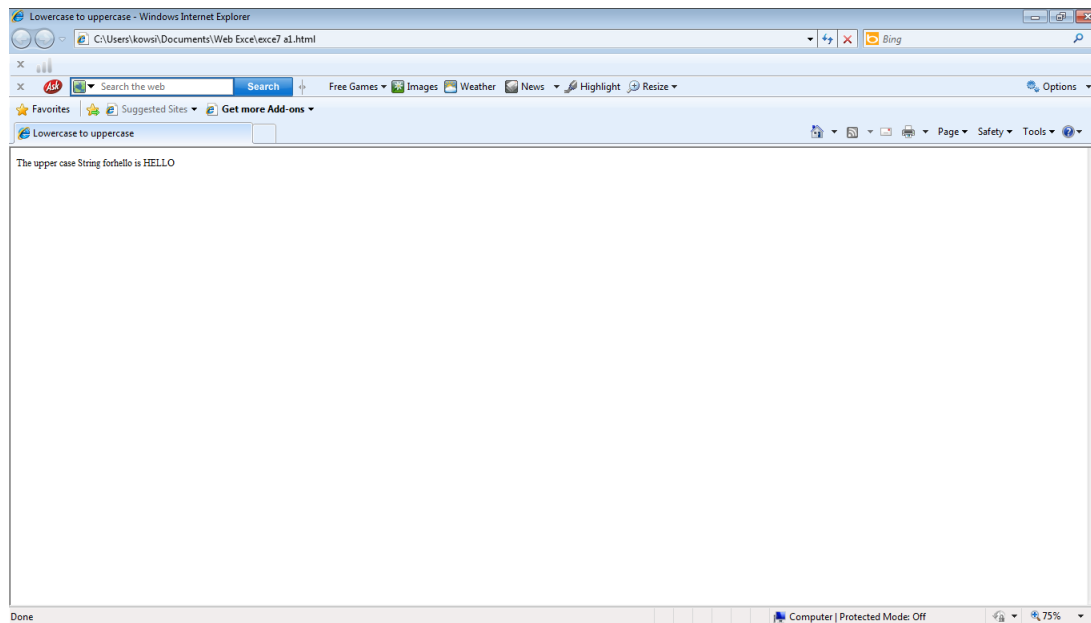 Lowercase to uppercase - Windows Internet Explorer
C:\Users\kowsi\Documents\Web Exce\exce7 a1.html Bing
x
x Ask Search the web Search Free Games Images Weather News Highlight Resize Options
Favorites Suggested Sites Get more Add-ons
Lowercase to uppercase Page Safety Tools
The upper case String forhello is HELLO
Done Computer | Protected Mode: Off 75%